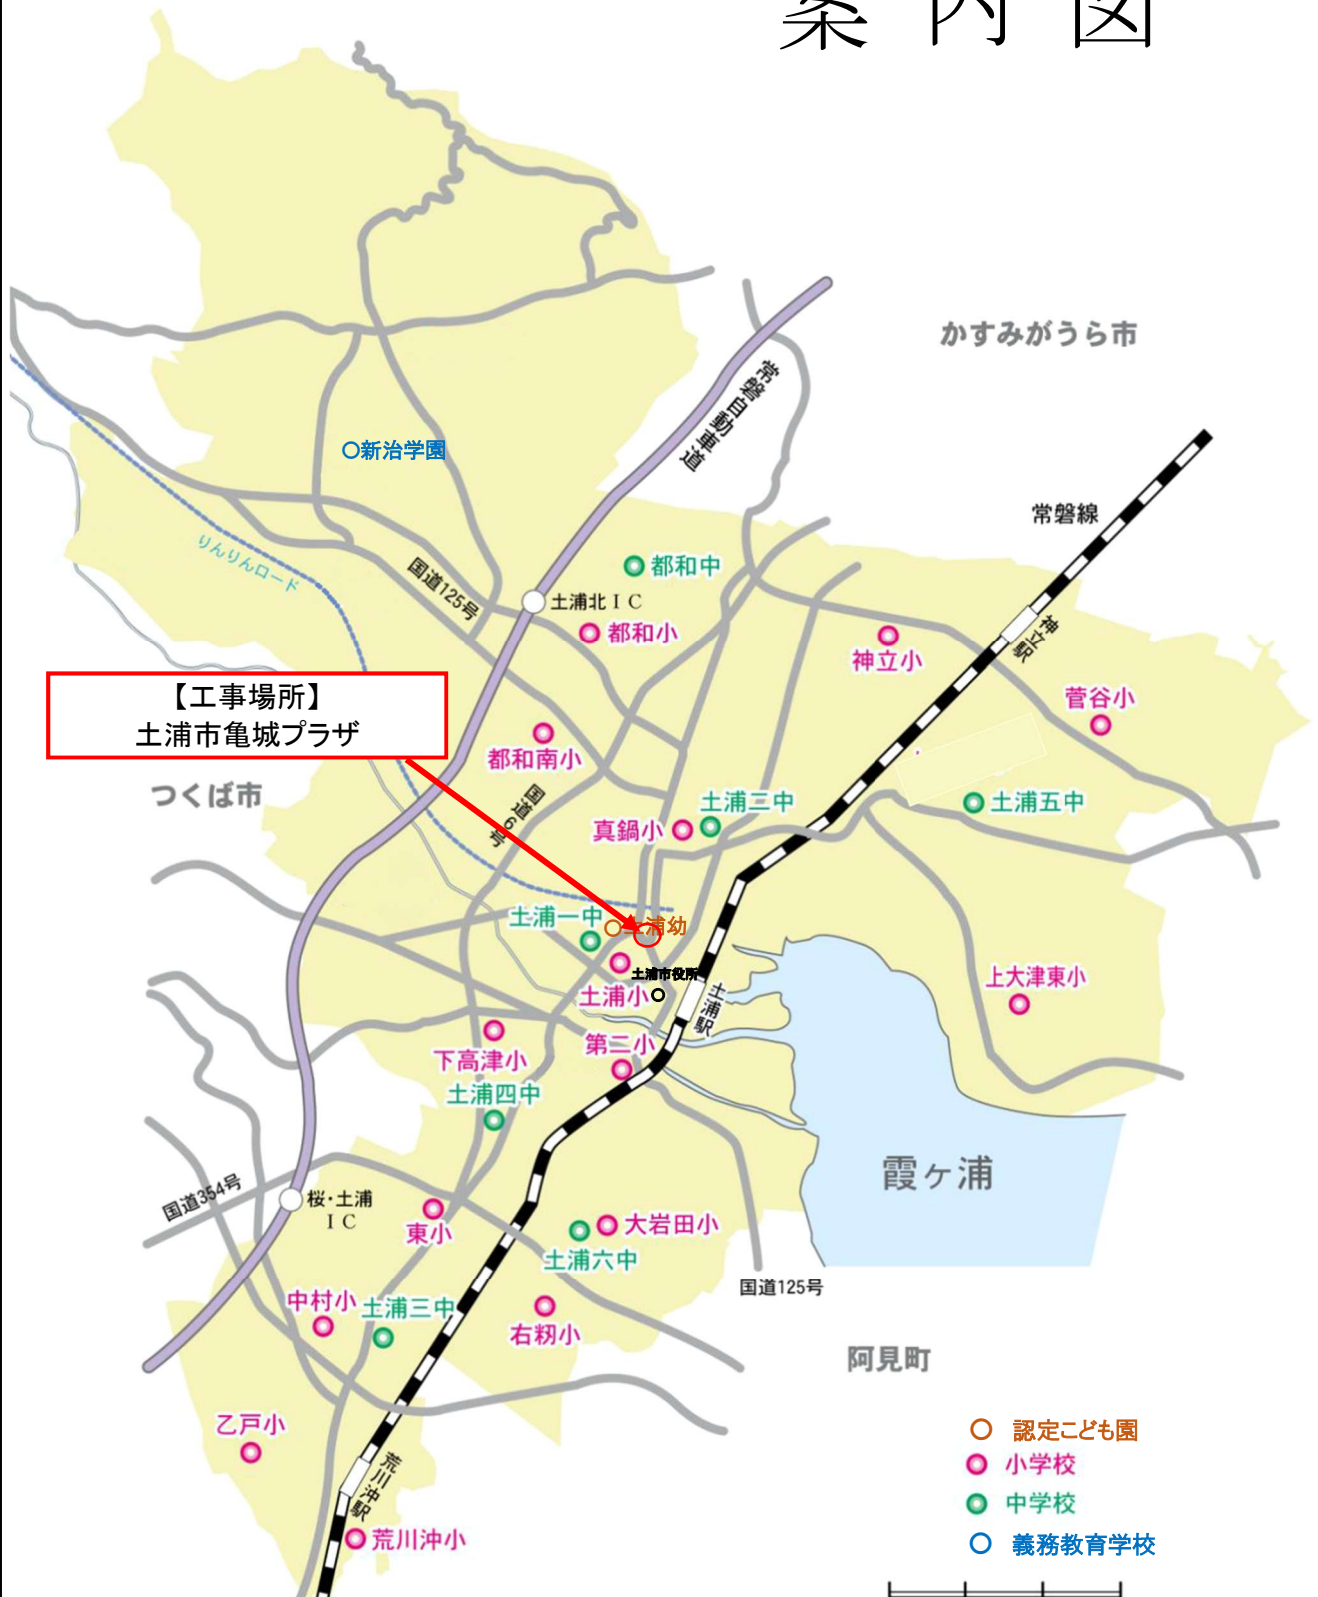 案内図
かすみがうら市
常磐自動車道
新治学園
常磐線
りんりんロード
国道125号
都和中
土浦北IC
都和小
神立小
神立駅
菅谷小
【工事場所】
土浦市亀城プラザ
都和南小
つくば市
国道6号
土浦二中
真鍋小
土浦五中
土浦一中
土浦幼
土浦市役所
土浦小
土浦駅
上大津東小
第二小
下高津小
土浦四中
霞ヶ浦
国道354号
桜・土浦
IC
東小
大岩田小
土浦六中
国道125号
中村小
土浦三中
右籾小
阿見町
乙戸小
荒川沖駅
荒川沖小
認定こども園
小学校
中学校
義務教育学校